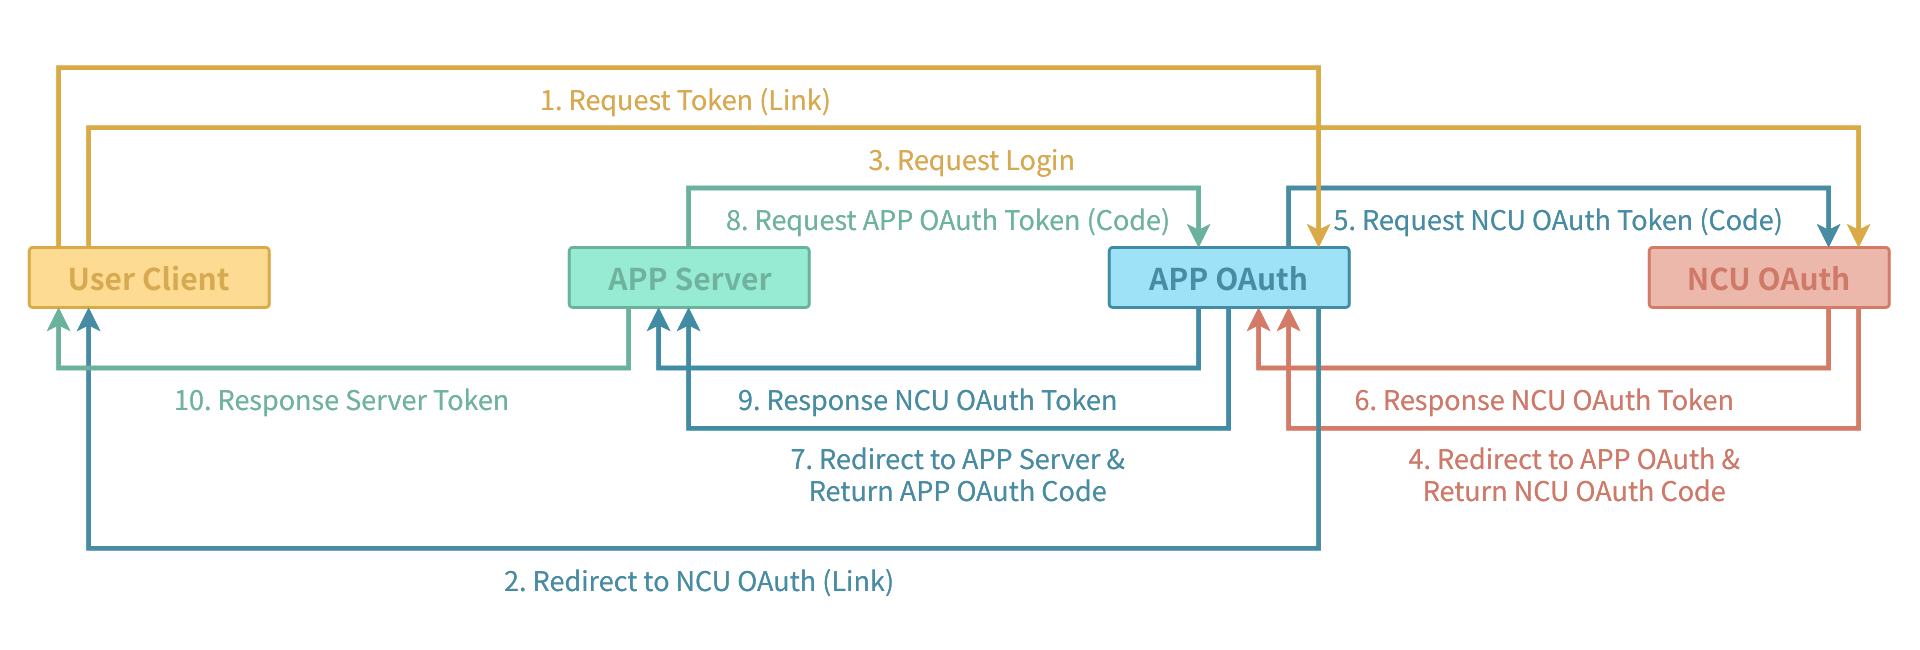 1. Request Token (Link)
3. Request Login
8. Request APP OAuth Token (Code)
5. Request NCU OAuth Token (Code)
User Client
APP Server
APP OAuth
NCU OAuth
10. Response Server Token
9. Response NCU OAuth Token
6. Response NCU OAuth Token
7. Redirect to APP Server &
Return APP OAuth Code
4. Redirect to APP OAuth &
Return NCU OAuth Code
2. Redirect to NCU OAuth (Link)